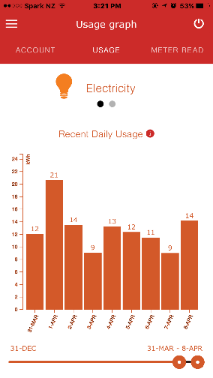 Spark NZ 3:21 PM 53%
Usage graph
ACCOUNT USAGE METER READ
Electricity
Recent Daily Usage i
kWh
24
22
20
18
16
14
12
10
8
6
4
2
0
12 21 14 9 13 12 11 9 14
31-MAR 1-APR 2-APR 3-APR 4-APR 5-APR 6-APR 7-APR 8-APR
31-DEC 31-MAR - 8-APR